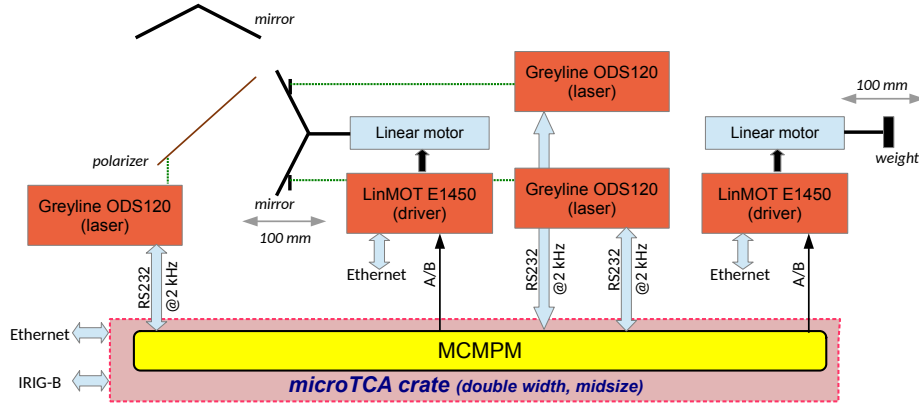 mirror
Greyline ODS120
(laser)
100 mm
Linear motor
Linear motor
polarizer
weight
Greyline ODS120
(laser)
mirror
LinMOT E1450
(driver)
Greyline ODS120
(laser)
LinMOT E1450
(driver)
100 mm
RS232
@2 kHz
Ethernet
A/B
RS232
@2 kHz
RS232
@2 kHz
Ethernet
A/B
Ethernet
MCMPM
IRIG-B
microTCA crate (double width, midsize)